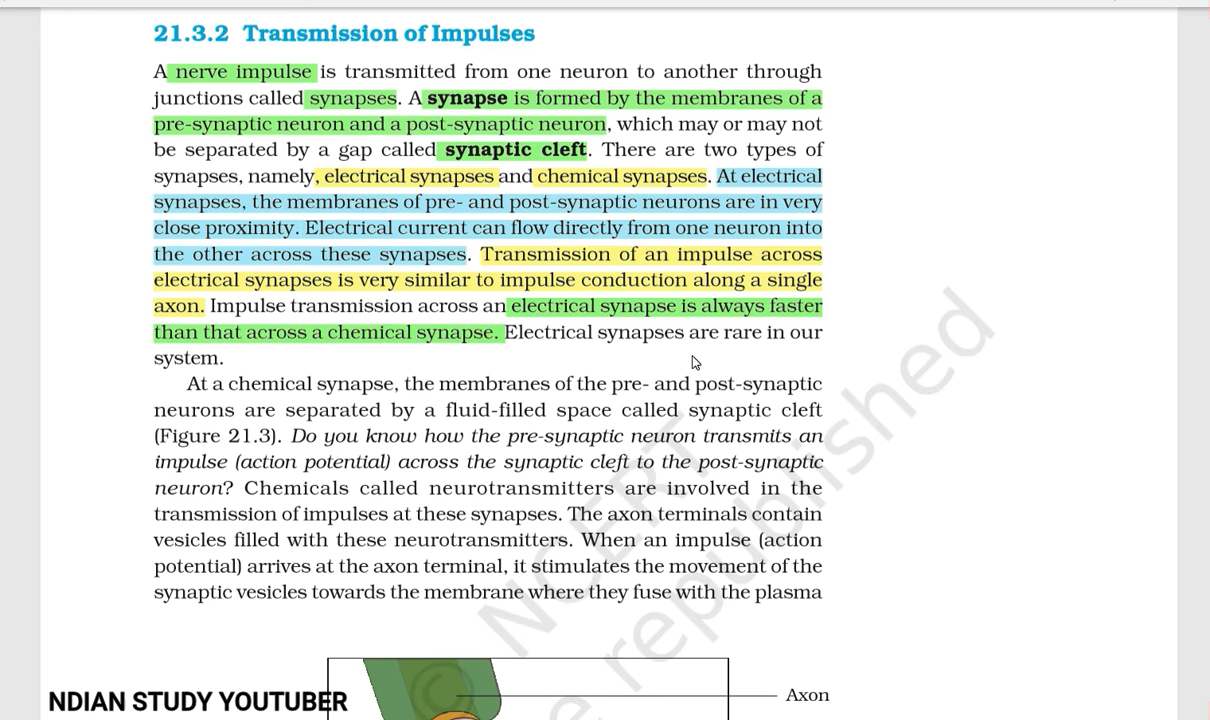 21.3.2 Transmission of Impulses
A nerve impulse is transmitted from one neuron to another through
junctions called synapses. A synapse is formed by the membranes of a
pre-synaptic neuron and a post-synaptic neuron, which may or may not
be separated by a gap called synaptic cleft. There are two types of
synapses, namely, electrical synapses and chemical synapses. At electrical
synapses, the membranes of pre- and post-synaptic neurons are in very
close proximity. Electrical current can flow directly from one neuron into
the other across these synapses. Transmission of an impulse across
electrical synapses is very similar to impulse conduction along a single
axon. Impulse transmission across an electrical synapse is always faster
than that across a chemical synapse. Electrical synapses are rare in our
system.
At a chemical synapse, the membranes of the pre- and post-synaptic
neurons are separated by a fluid-filled space called synaptic cleft
(Figure 21.3). Do you know how the pre-synaptic neuron transmits an
impulse (action potential) across the synaptic cleft to the post-synaptic
neuron? Chemicals called neurotransmitters are involved in the
transmission of impulses at these synapses. The axon terminals contain
vesicles filled with these neurotransmitters. When an impulse (action
potential) arrives at the axon terminal, it stimulates the movement of the
synaptic vesicles towards the membrane where they fuse with the plasma
© NCERT
republished
Axon
NDIAN STUDY YOUTUBER